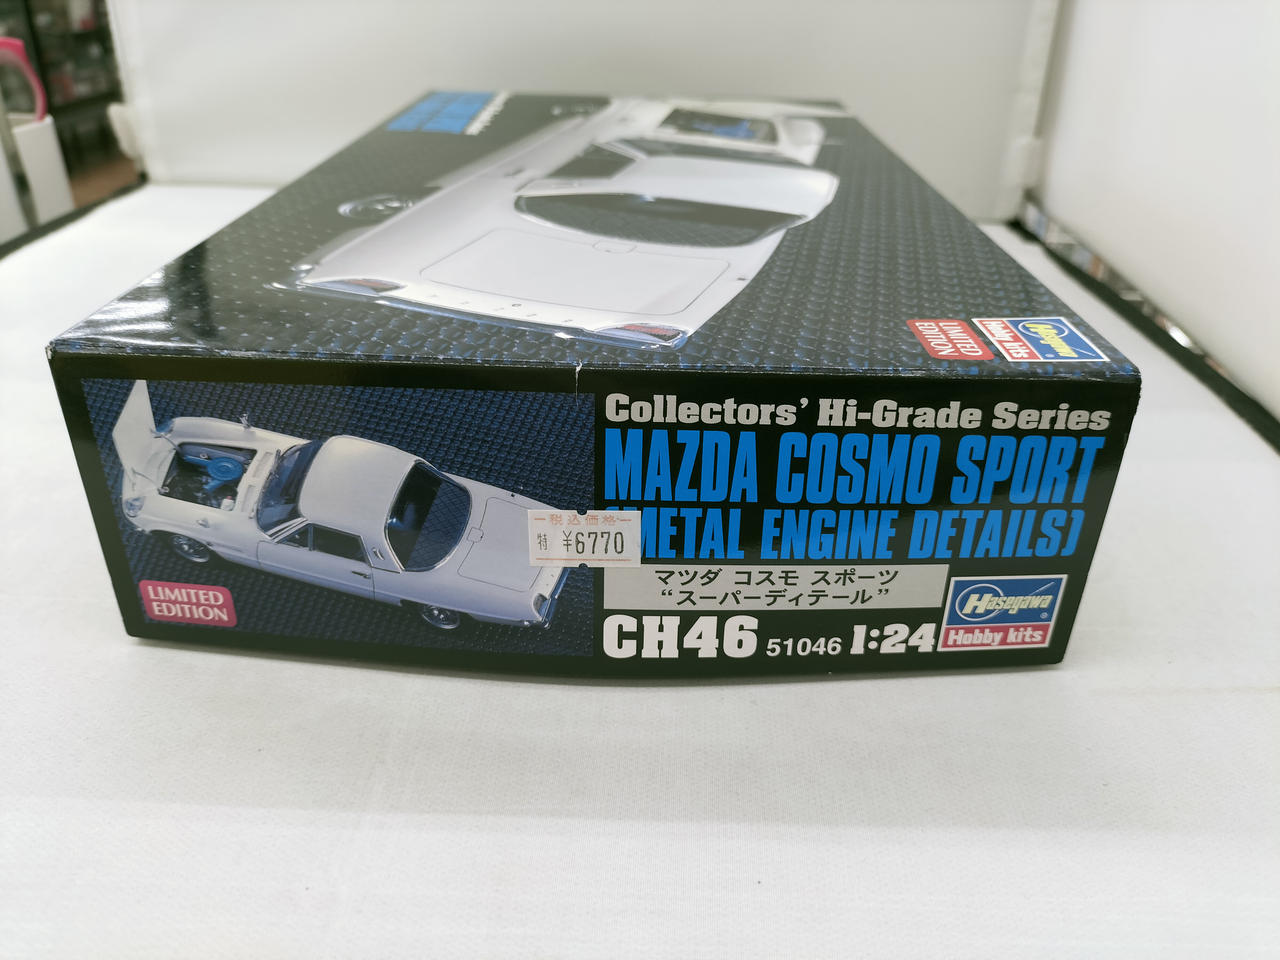 LIMITED
EDITION
Hasegawa
Hobby kits
Collectors' Hi-Grade Series
MAZDA COSMO SPORT
METAL ENGINE DETAILS)
マツダ コスモ スポーツ
“スーパーディテール”
CH46 51046 1:24
Hasegawa
Hobby kits
LIMITED
EDITION
税込価格
特 ¥6770